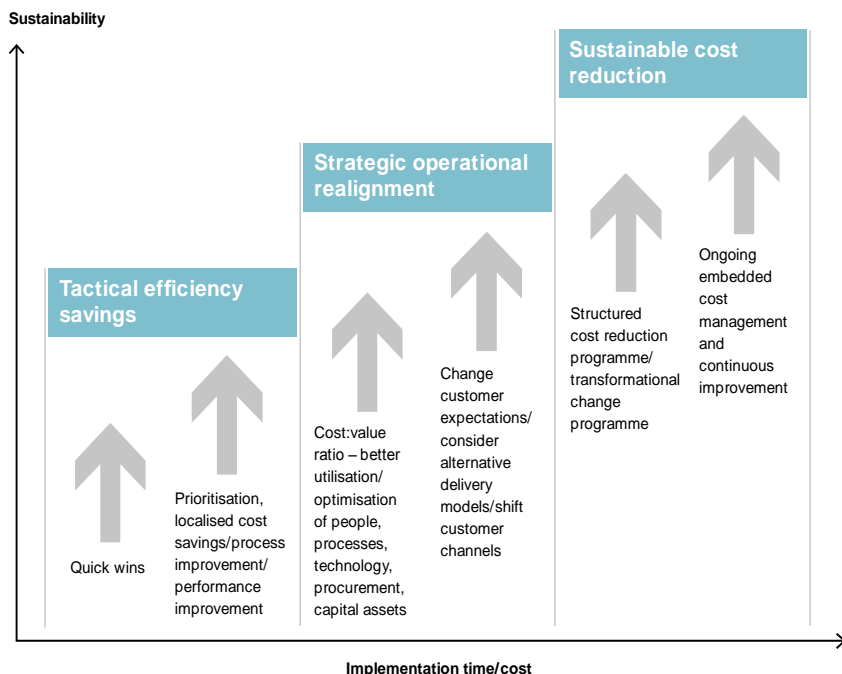 Sustainability
Sustainable cost
reduction
Strategic operational
realignment
Tactical efficiency
savings
Quick wins
Prioritisation,
localised cost
savings/process
improvement/
performance
improvement
Cost:value
ratio – better
utilisation/
optimisation
of people,
processes,
technology,
procurement,
capital assets
Change
customer
expectations/
consider
alternative
delivery
models/shift
customer
channels
Structured
cost reduction
programme/
transformational
change
programme
Ongoing
embedded
cost
management
and
continuous
improvement
Implementation time/cost